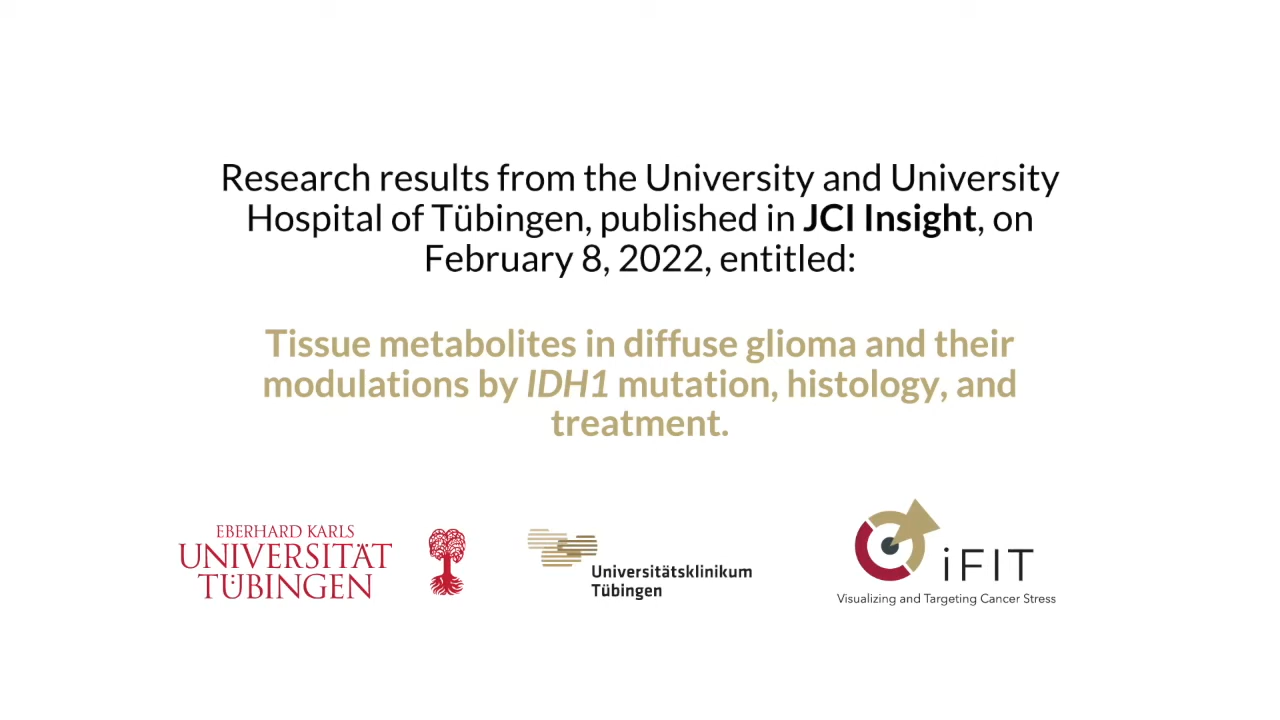 Research results from the University and University
Hospital of Tübingen, published in JCI Insight, on
February 8, 2022, entitled:
Tissue metabolites in diffuse glioma and their
modulations by IDH1 mutation, histology, and
treatment.
EBERHARD KARLS
UNIVERSITÄT
TÜBINGEN
Universitätsklinikum
Tübingen
iFIT
Visualizing and Targeting Cancer Stress